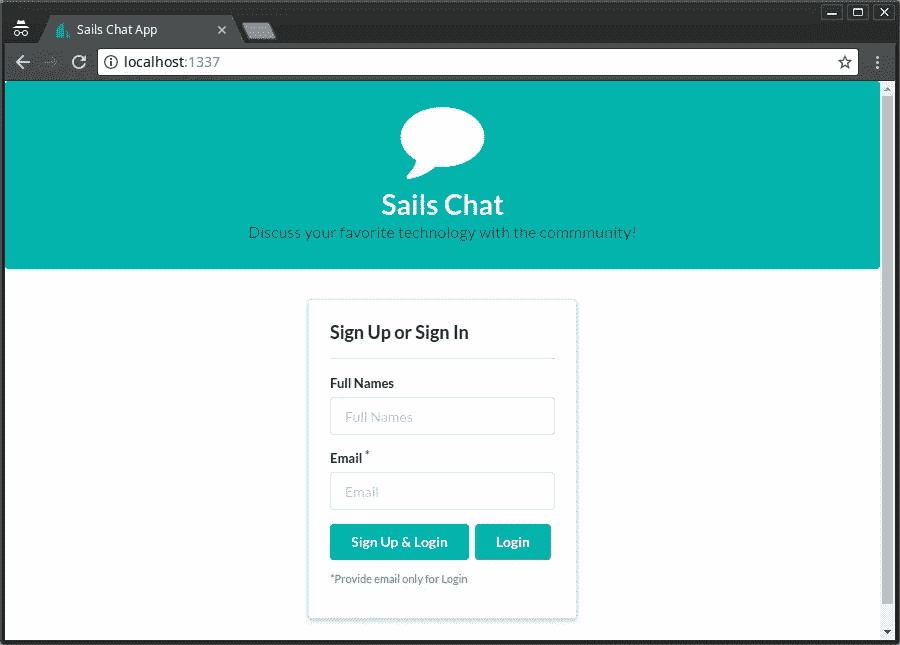 Sails Chat App
localhost:1337
Sails Chat
Discuss your favorite technology with the commmunity!
Sign Up or Sign In
Full Names
Full Names
Email *
Email
Sign Up & Login Login
*Provide email only for Login